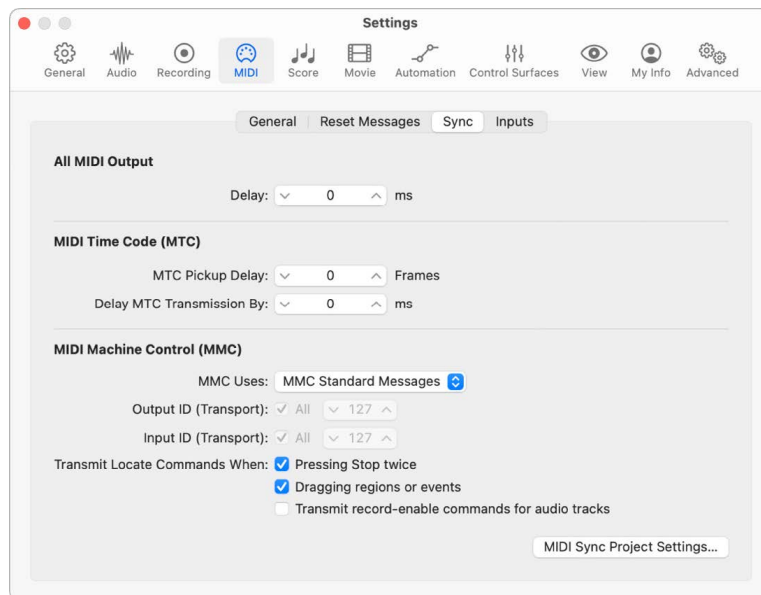 Settings
General Audio Recording MIDI Score Movie Automation Control Surfaces View My Info Advanced
General Reset Messages Sync Inputs
All MIDI Output
Delay: 0 ms
MIDI Time Code (MTC)
MTC Pickup Delay: 0 Frames
Delay MTC Transmission By: 0 ms
MIDI Machine Control (MMC)
MMC Uses: MMC Standard Messages
Output ID (Transport): All 127
Input ID (Transport): All 127
Transmit Locate Commands When: Pressing Stop twice
Dragging regions or events
Transmit record-enable commands for audio tracks
MIDI Sync Project Settings...